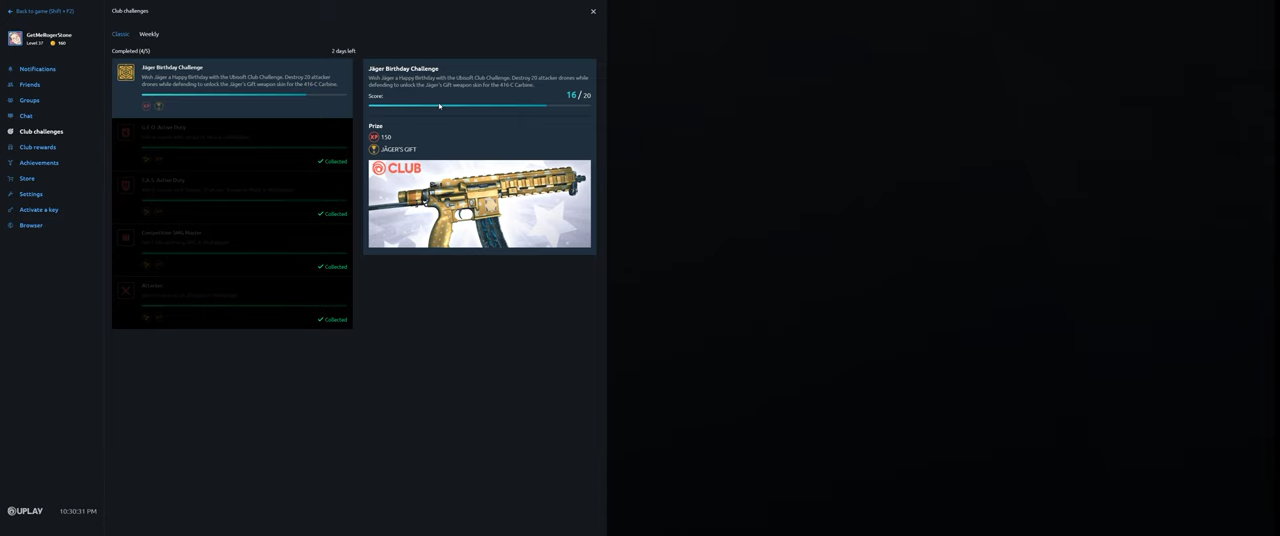 Back to game (Shift + F2)
GetMeRogerStone
Level 37 160
Notifications
Friends
Groups
Chat
Club challenges
Club rewards
Achievements
Store
Settings
Activate a key
Browser
UPLAY 10:30:31 PM
Club challenges
Classic Weekly
Completed (4/5) 2 days left
Jäger Birthday Challenge
Wish Jäger a Happy Birthday with the Ubisoft Club Challenge. Destroy 20 attacker
drones while defending to unlock the Jäger's Gift weapon skin for the 416-C Carbine.
XP
Collected
Collected
Collected
Collected
Jäger Birthday Challenge
Wish Jäger a Happy Birthday with the Ubisoft Club Challenge. Destroy 20 attacker drones while
defending to unlock the Jäger's Gift weapon skin for the 416-C Carbine.
Score: 16 / 20
Prize
XP 150
JÄGER'S GIFT
CLUB